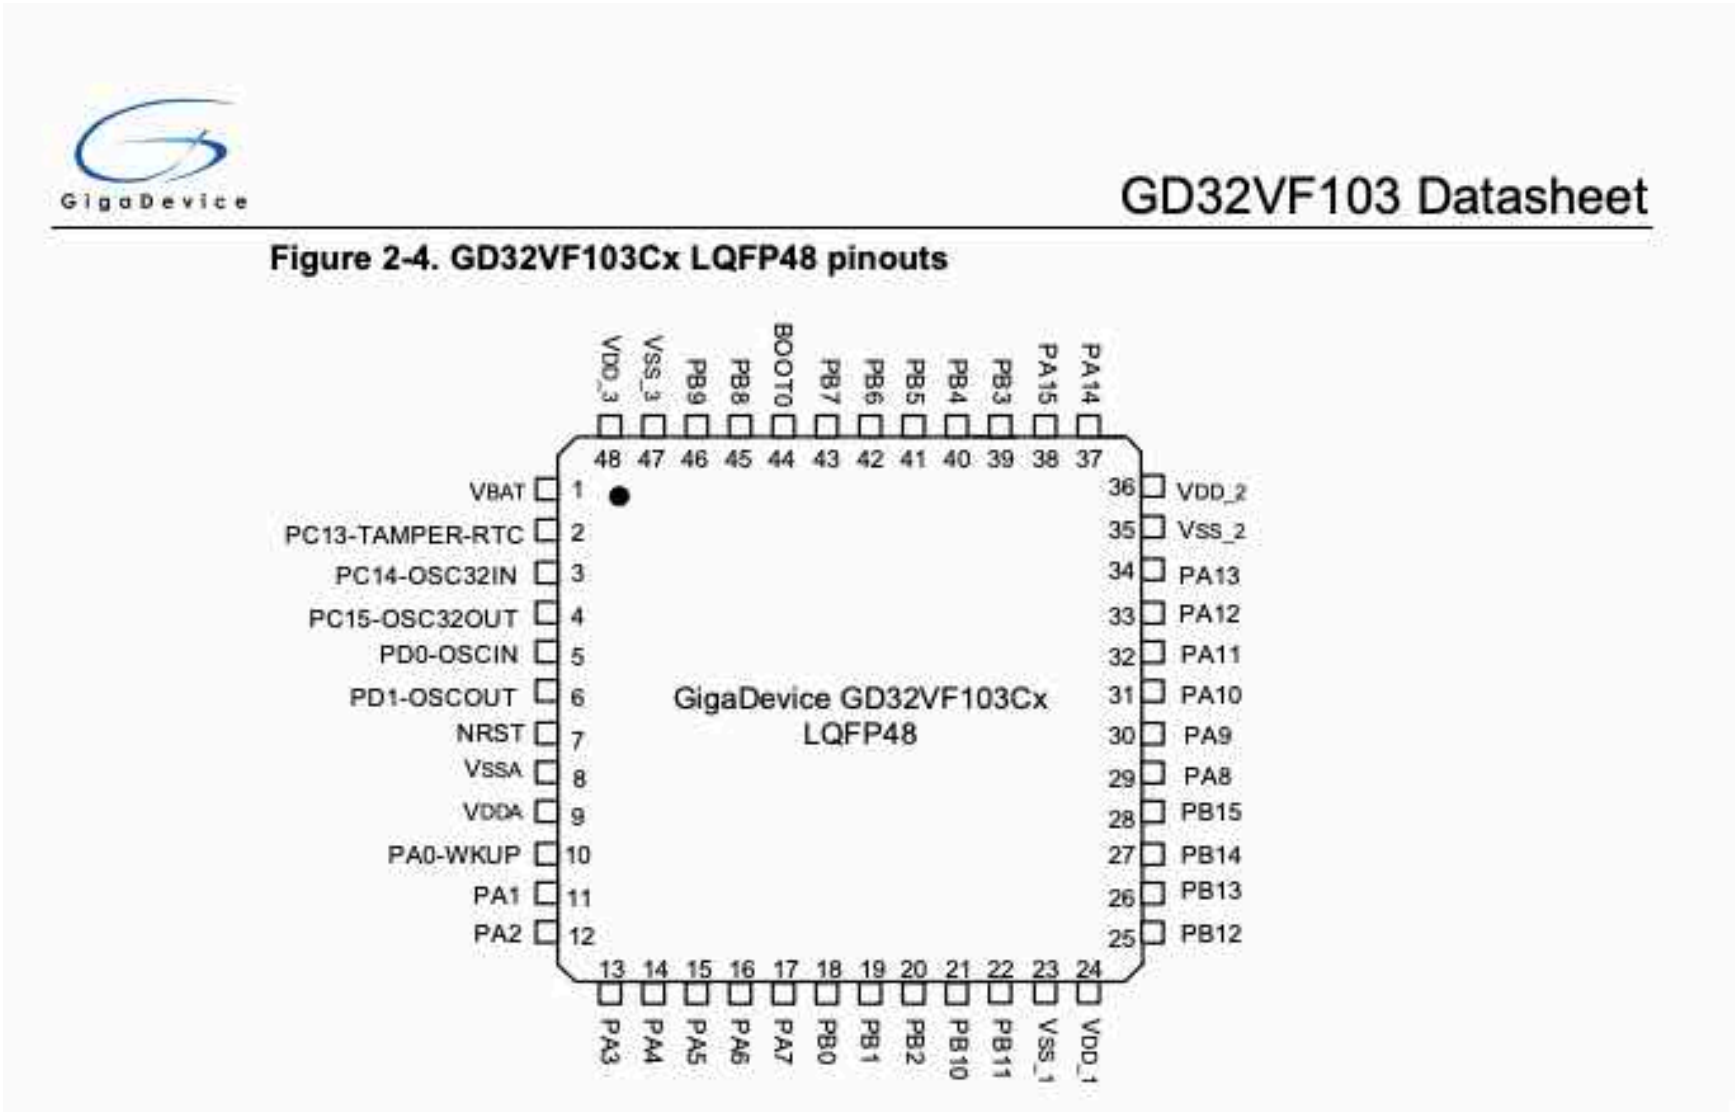 GigaDevice
GD32VF103 Datasheet
Figure 2-4. GD32VF103Cx LQFP48 pinouts
VDD_3 VSS_3 PB9 PB8 BOOT0 PB7 PB6 PB5 PB4 PB3 PA15 PA14
48 47 46 45 44 43 42 41 40 39 38 37
VBAT 1 36 VDD_2
PC13-TAMPER-RTC 2 35 VSS_2
PC14-OSC32IN 3 34 PA13
PC15-OSC32OUT 4 33 PA12
PD0-OSCIN 5 32 PA11
PD1-OSCOUT 6 GigaDevice GD32VF103Cx 31 PA10
NRST 7 LQFP48 30 PA9
VSSA 8 29 PA8
VDDA 9 28 PB15
PA0-WKUP 10 27 PB14
PA1 11 26 PB13
PA2 12 25 PB12
13 14 15 16 17 18 19 20 21 22 23 24
PA3 PA4 PA5 PA6 PA7 PB0 PB1 PB2 PB10 PB11 VSS_1 VDD_1